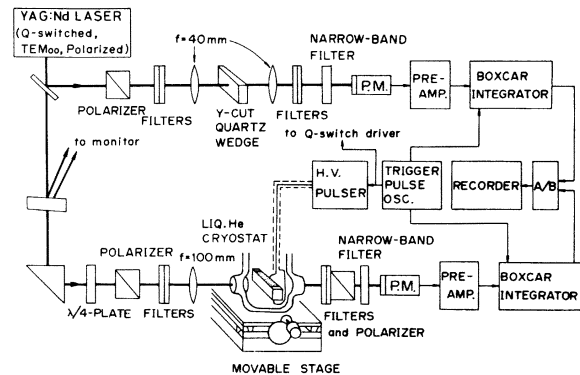 YAG:Nd LASER
(Q-switched,
TEM₀₀, Polarized)
POLARIZER
FILTERS
f=40mm
Y-CUT
QUARTZ
WEDGE
FILTERS
NARROW-BAND
FILTER
P.M.
PRE-
AMP.
BOXCAR
INTEGRATOR
to monitor
to Q-switch driver
H.V.
PULSER
TRIGGER
PULSE
OSC.
RECORDER
A/B
LIQ. He
CRYOSTAT
POLARIZER
f=100mm
λ/4-PLATE
FILTERS
NARROW-BAND
FILTER
FILTERS
and POLARIZER
P.M.
PRE-
AMP.
BOXCAR
INTEGRATOR
MOVABLE STAGE